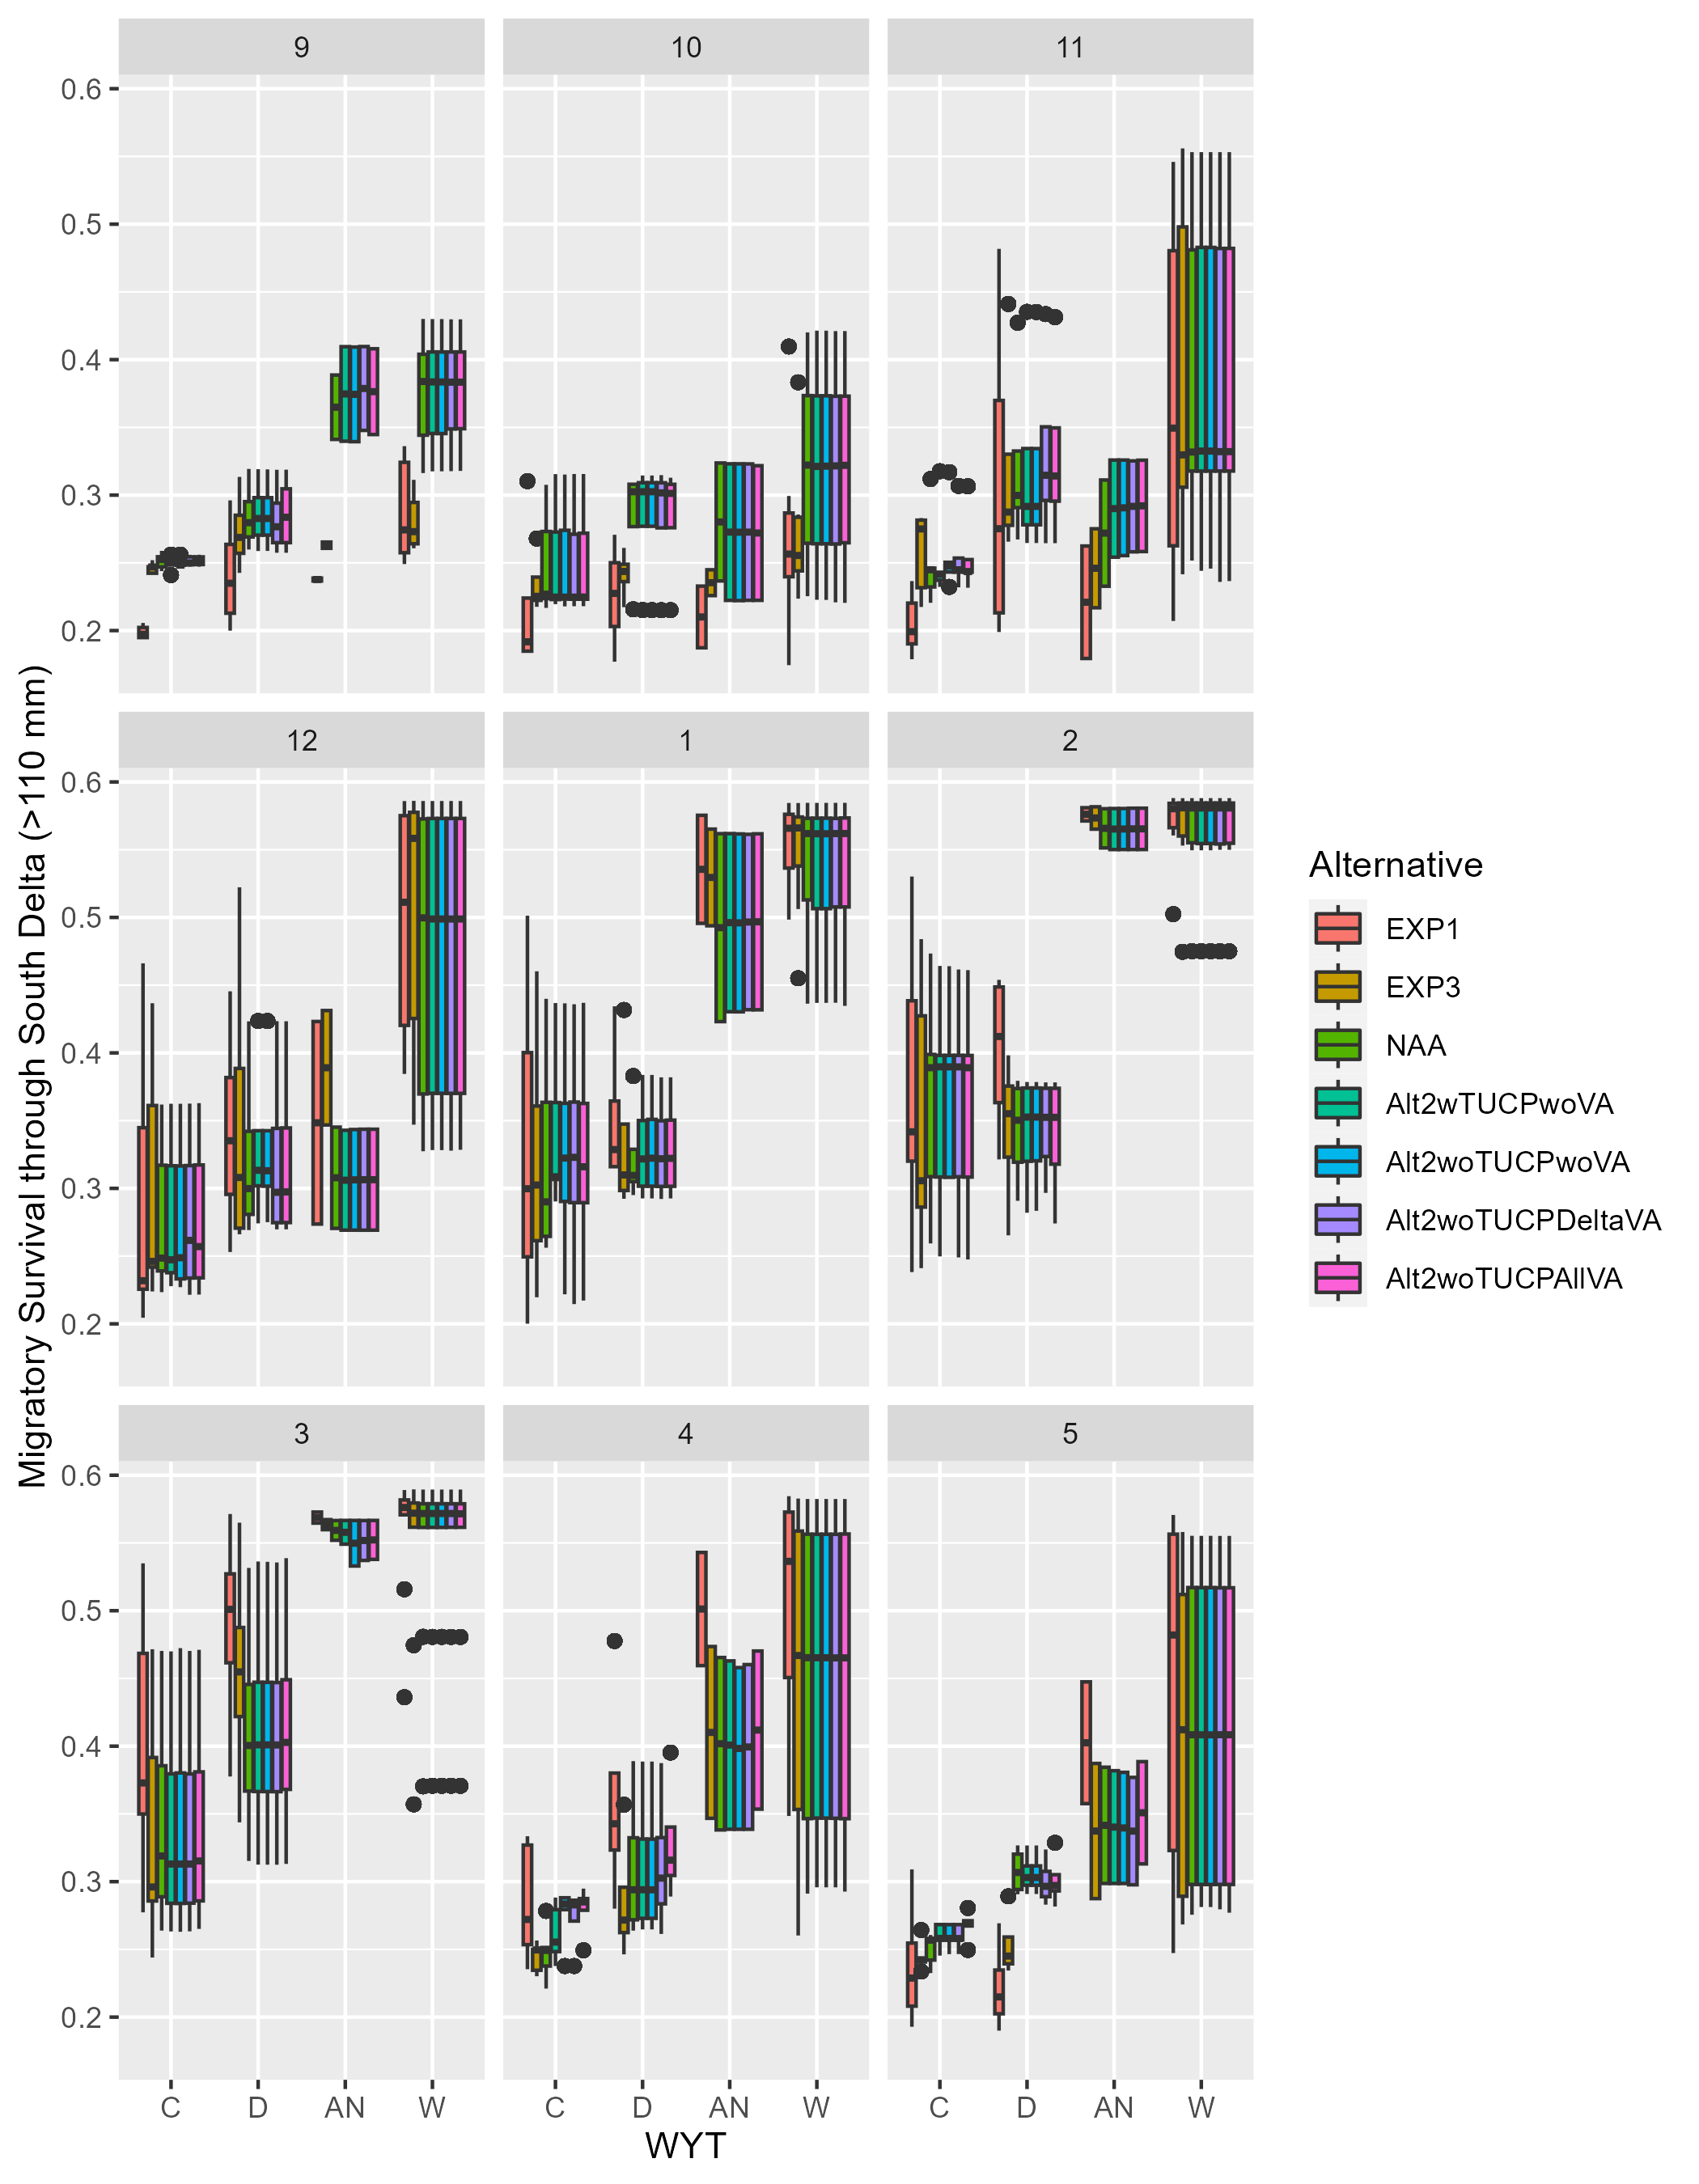 9 10 11
0.6
0.5
0.4
0.3
0.2
12 1 2
0.6
0.5
0.4
0.3
0.2
3 4 5
0.6
0.5
0.4
0.3
0.2
C D AN W C D AN W C D AN W
WYT
Migratory Survival through South Delta (>110 mm)
Alternative
EXP1
EXP3
NAA
Alt2wTUCPwoVA
Alt2woTUCPwoVA
Alt2woTUCPDeltaVA
Alt2woTUCPAllVA